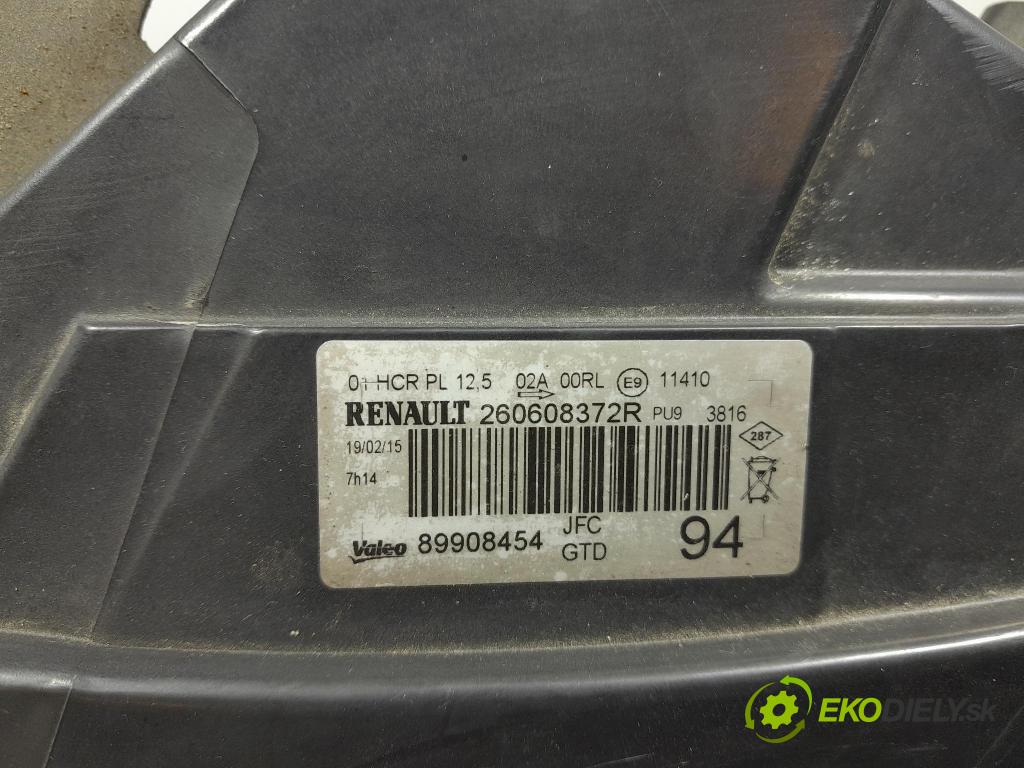 01 HCR PL 12,5 02A 00RL E9 11410
RENAULT 260608372R PU9 3816
19/02/15
287
7h14
Valeo 89908454 JFC
GTD
94
EKODIELY.sk